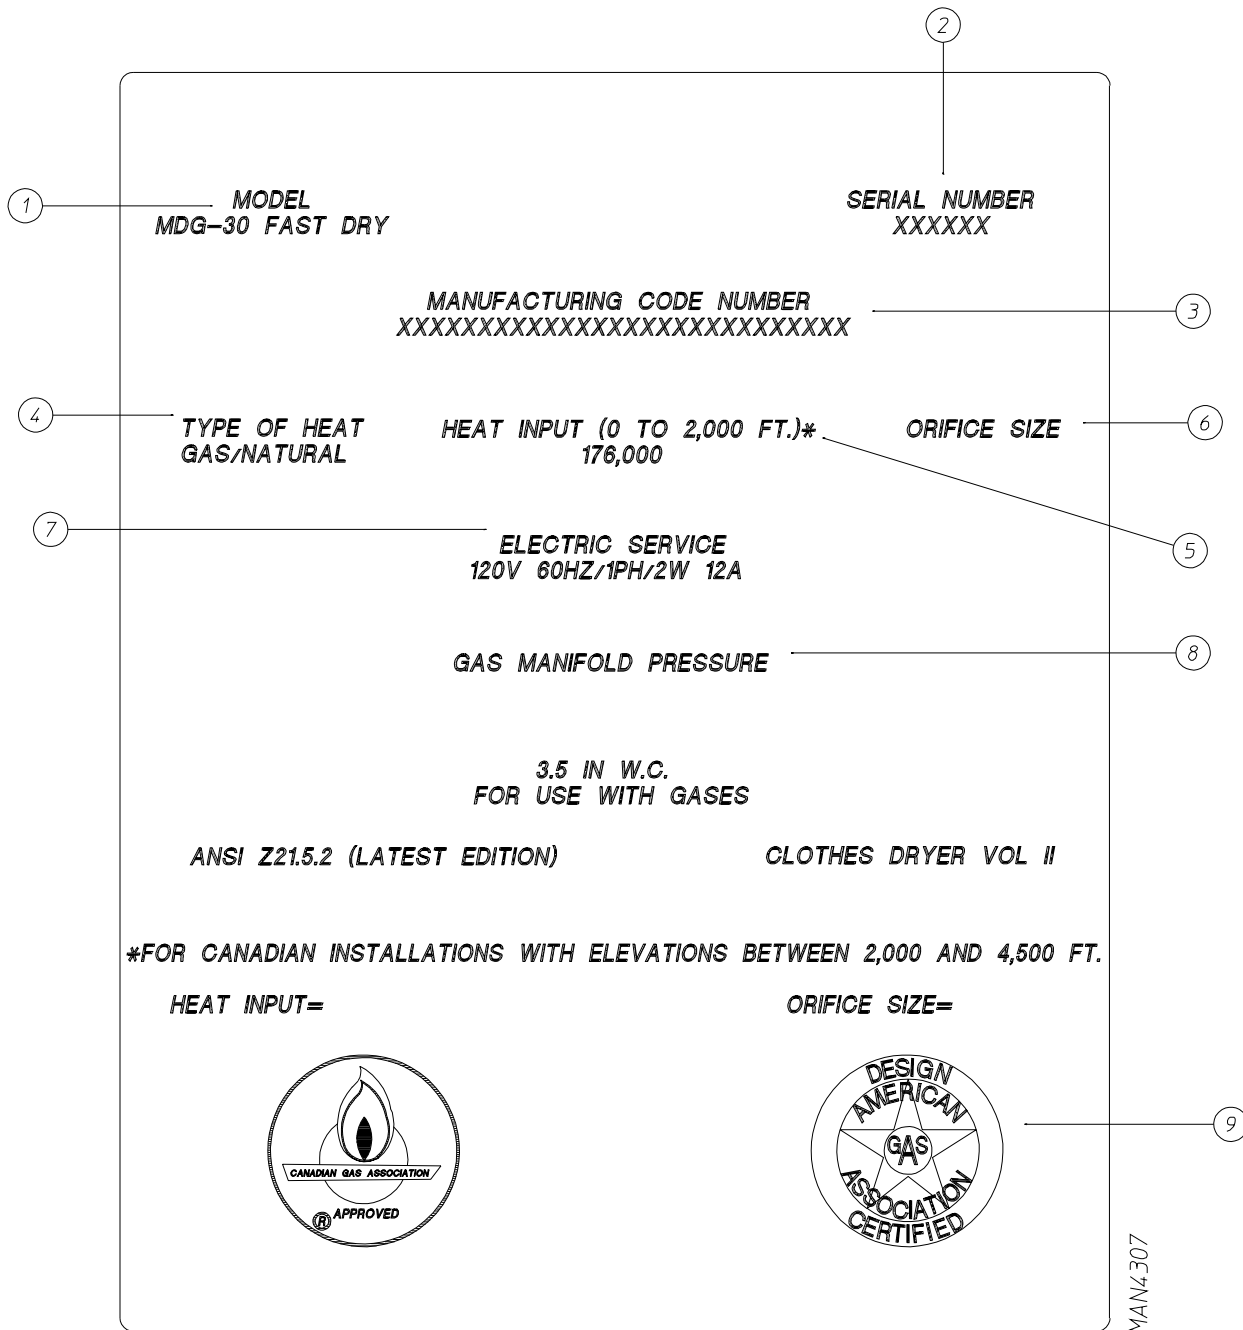 2
1
MODEL
MDG-30 FAST DRY
SERIAL NUMBER
XXXXXX
MANUFACTURING CODE NUMBER
XXXXXXXXXXXXXXXXXXXXXXXXXXXX
3
4
TYPE OF HEAT
GAS/NATURAL
HEAT INPUT (0 TO 2,000 FT.)*
176,000
ORIFICE SIZE
6
7
ELECTRIC SERVICE
120V 60HZ/1PH/2W 12A
5
GAS MANIFOLD PRESSURE
8
3.5 IN W.C.
FOR USE WITH GASES
ANSI Z21.5.2 (LATEST EDITION)
CLOTHES DRYER VOL II
*FOR CANADIAN INSTALLATIONS WITH ELEVATIONS BETWEEN 2,000 AND 4,500 FT.
HEAT INPUT=
ORIFICE SIZE=
CANADIAN GAS ASSOCIATION
® APPROVED
DESIGN
AMERICAN
GAS
ASSOCIATION
CERTIFIED
9
MAN4307